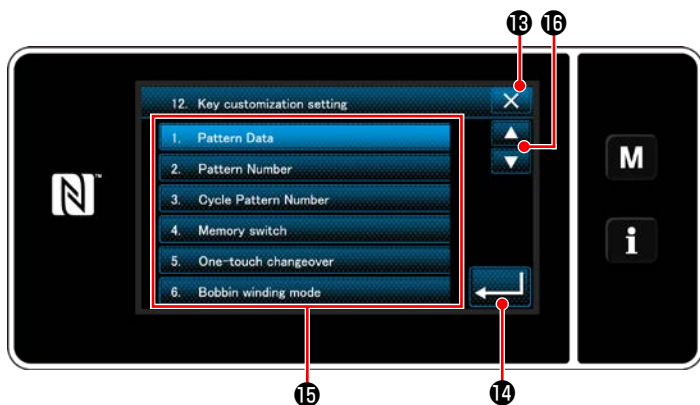 ⓭ ⓰
12. Key customization setting
1. Pattern Data
2. Pattern Number
3. Cycle Pattern Number
4. Memory switch
5. One-touch changeover
6. Bobbin winding mode
M
i
N
⓯ ⓮